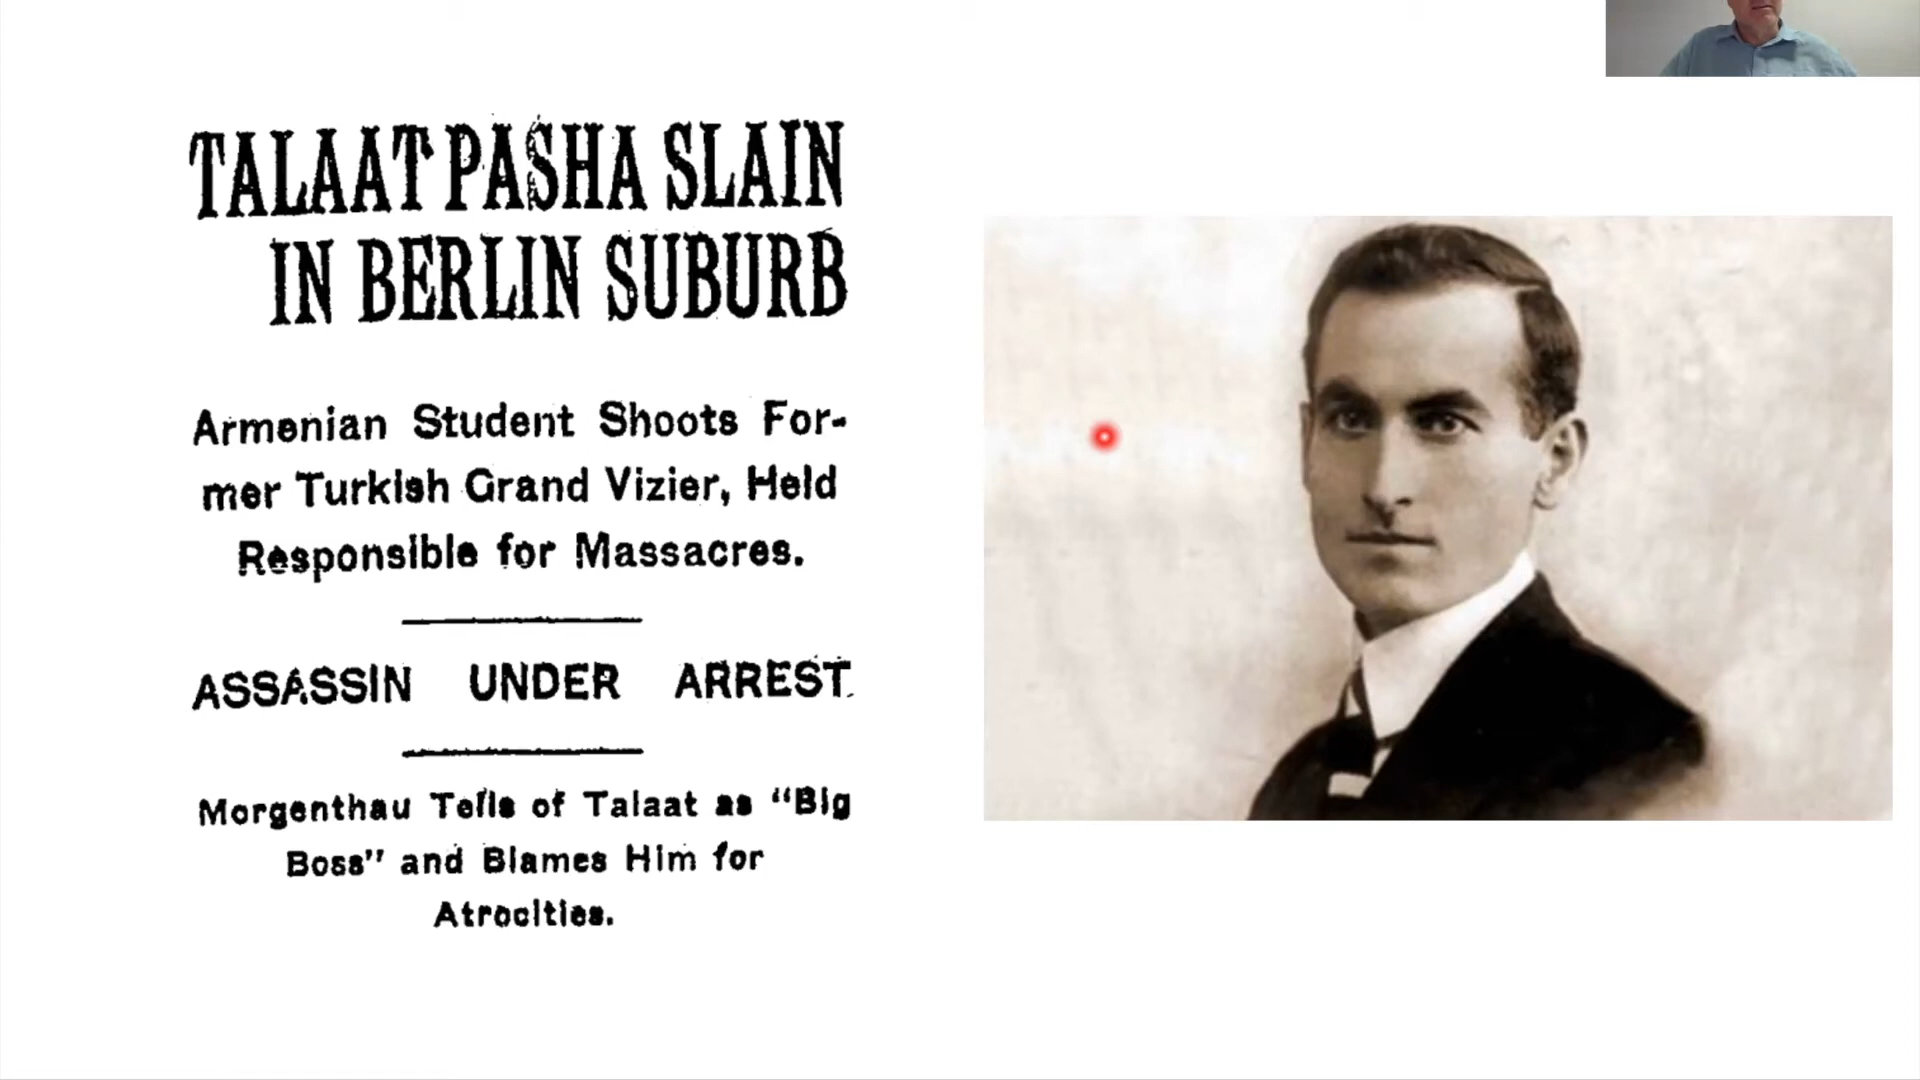 TALAAT PASHA SLAIN
IN BERLIN SUBURB
Armenian Student Shoots For-
mer Turkish Grand Vizier, Held
Responsible for Massacres.
ASSASSIN UNDER ARREST.
Morgenthau Tells of Talaat as “Big
Boss” and Blames Him for
Atrocities.